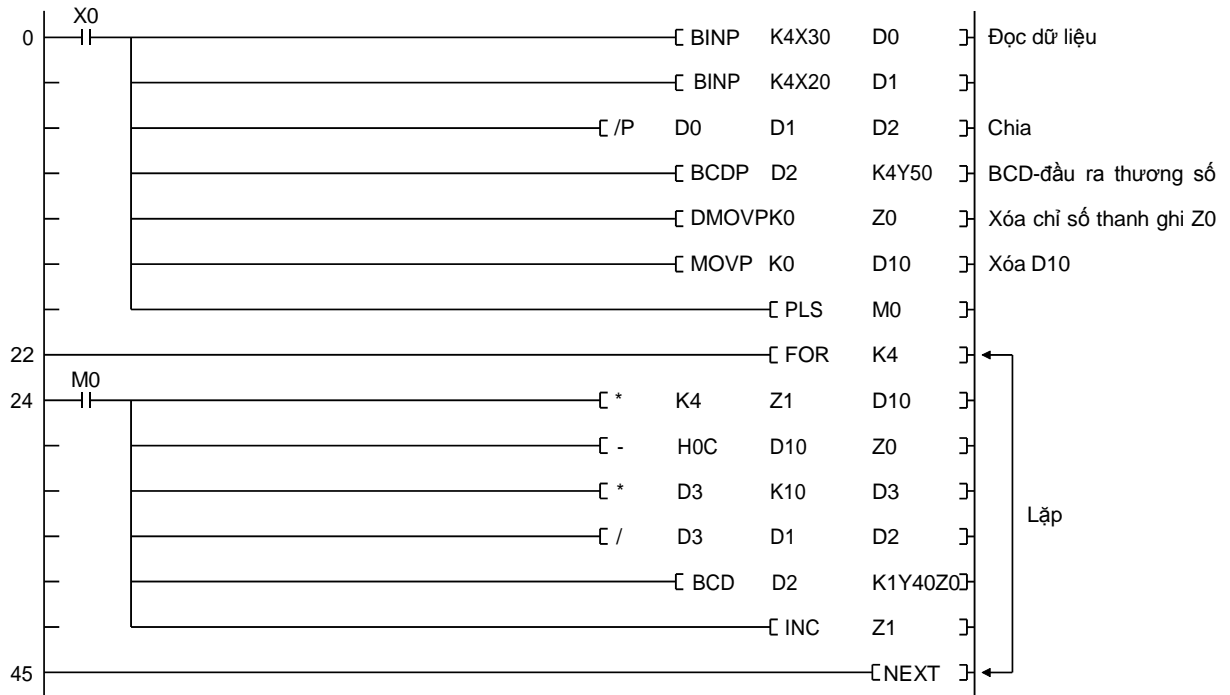 X0
0 BINP K4X30 D0 Đọc dữ liệu
BINP K4X20 D1
/P D0 D1 D2 Chia
BCDP D2 K4Y50 BCD-đầu ra thương số
DMOVPK0 Z0 Xóa chỉ số thanh ghi Z0
MOVP K0 D10 Xóa D10
PLS M0
22 FOR K4
M0
24 * K4 Z1 D10
- H0C D10 Z0
* D3 K10 D3
Lặp
/ D3 D1 D2
BCD D2 K1Y40Z0
INC Z1
45 NEXT